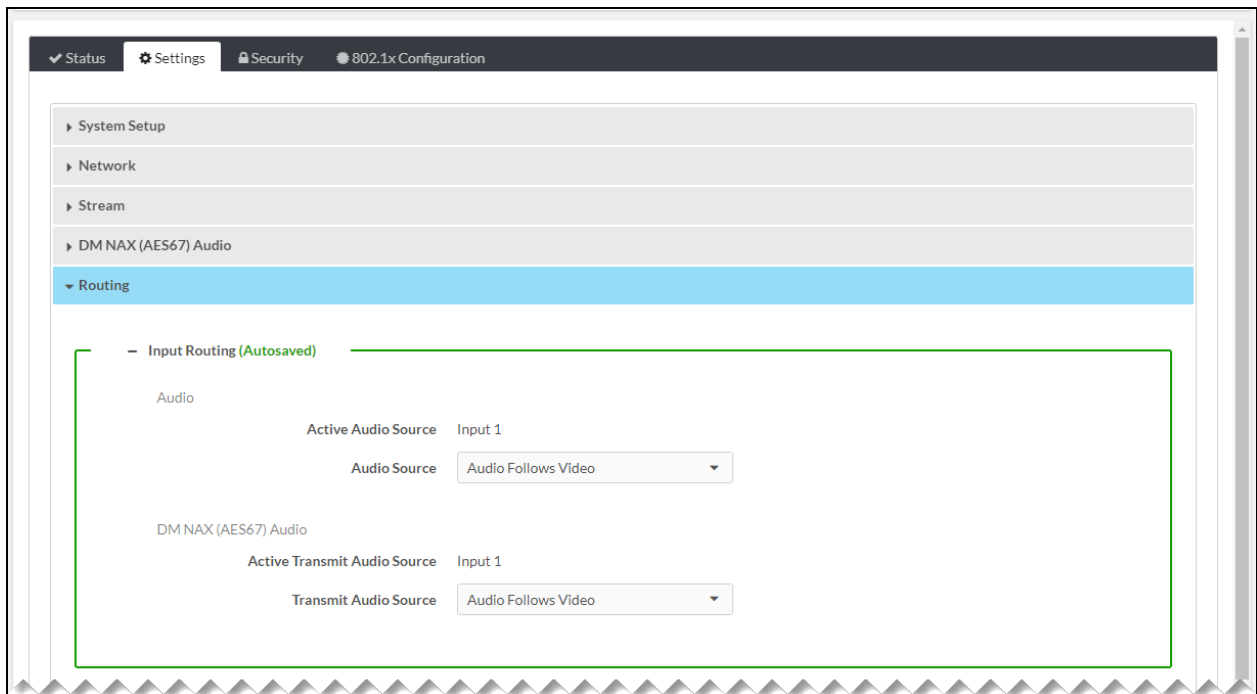 Status Settings Security 802.1x Configuration
System Setup
Network
Stream
DM NAX (AES67) Audio
Routing
Input Routing (Autosaved)
Audio
Active Audio Source Input 1
Audio Source Audio Follows Video
DM NAX (AES67) Audio
Active Transmit Audio Source Input 1
Transmit Audio Source Audio Follows Video